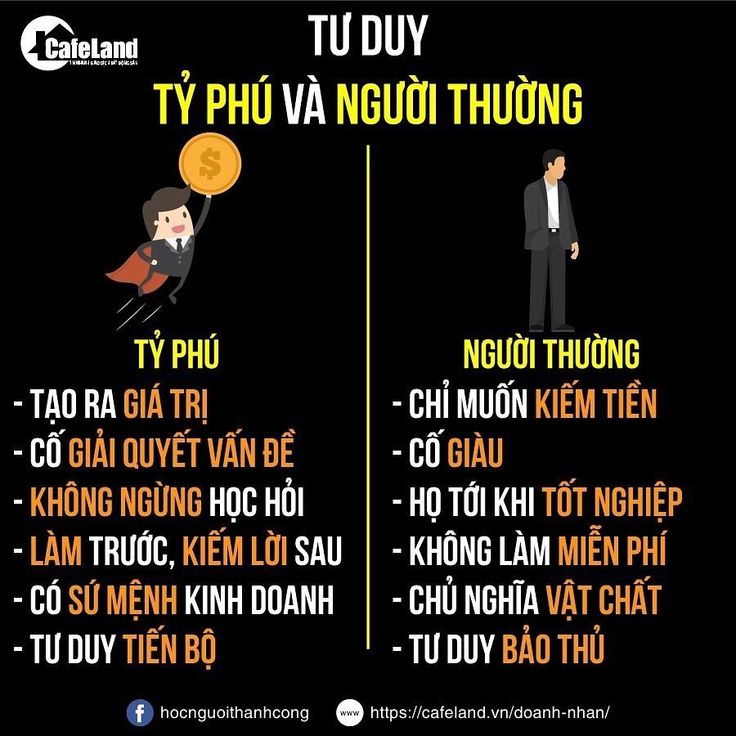 CafeLand
TƯ DUY
TỶ PHÚ VÀ NGƯỜI THƯỜNG
$
TỶ PHÚ
- TẠO RA GIÁ TRỊ
- CỐ GIẢI QUYẾT VẤN ĐỀ
- KHÔNG NGỪNG HỌC HỎI
- LÀM TRƯỚC, KIẾM LỜI SAU
- CÓ SỨ MỆNH KINH DOANH
- TƯ DUY TIẾN BỘ
NGƯỜI THƯỜNG
- CHỈ MUỐN KIẾM TIỀN
- CỐ GIÀU
- HỌ TỚI KHI TỐT NGHIỆP
- KHÔNG LÀM MIỄN PHÍ
- CHỦ NGHĨA VẬT CHẤT
- TƯ DUY BẢO THỦ
f hocnguoithanhcong
www https://cafeland.vn/doanh-nhan/